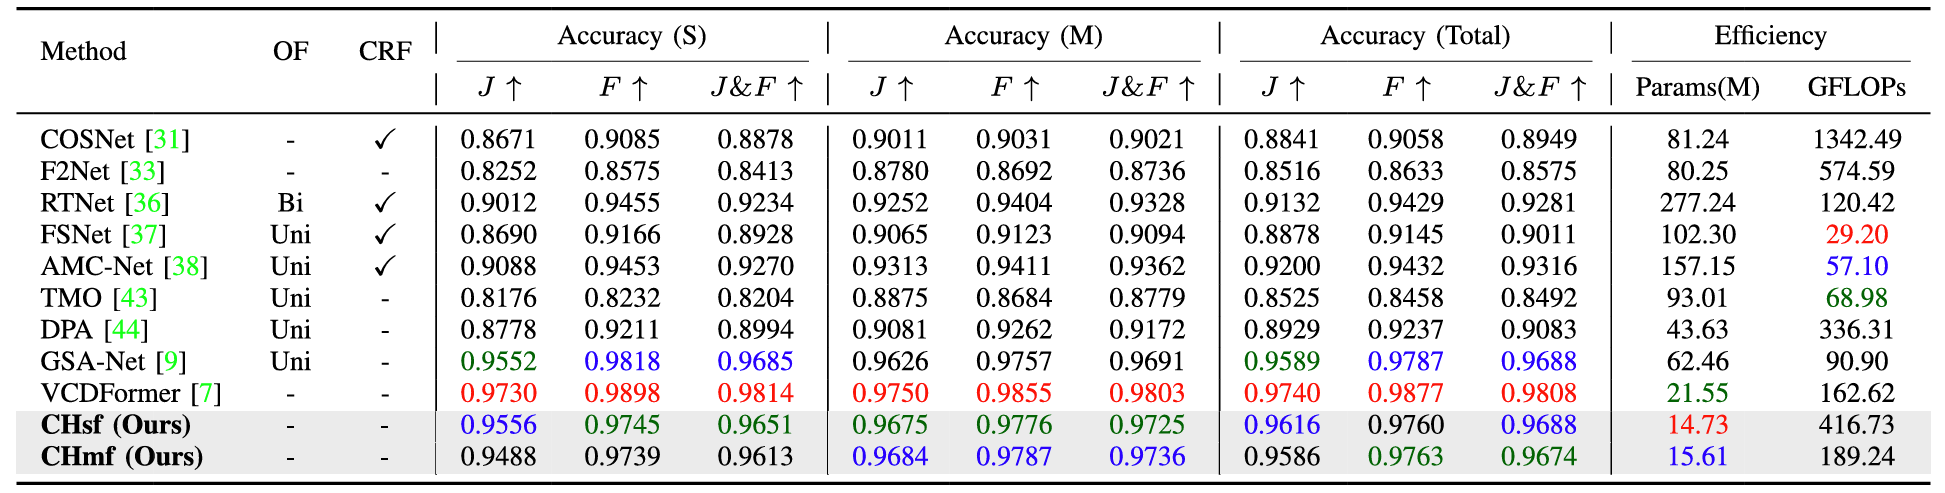 Method OF CRF Accuracy (S) Accuracy (M) Accuracy (Total) Efficiency
J ↑ F ↑ J&F ↑ J ↑ F ↑ J&F ↑ J ↑ F ↑ J&F ↑ Params(M) GFLOPs
COSNet [31] - ✓ 0.8671 0.9085 0.8878 0.9011 0.9031 0.9021 0.8841 0.9058 0.8949 81.24 1342.49
F2Net [33] - - 0.8252 0.8575 0.8413 0.8780 0.8692 0.8736 0.8516 0.8633 0.8575 80.25 574.59
RTNet [36] Bi ✓ 0.9012 0.9455 0.9234 0.9252 0.9404 0.9328 0.9132 0.9429 0.9281 277.24 120.42
FSNet [37] Uni ✓ 0.8690 0.9166 0.8928 0.9065 0.9123 0.9094 0.8878 0.9145 0.9011 102.30 29.20
AMC-Net [38] Uni ✓ 0.9088 0.9453 0.9270 0.9313 0.9411 0.9362 0.9200 0.9432 0.9316 157.15 57.10
TMO [43] Uni - 0.8176 0.8232 0.8204 0.8875 0.8684 0.8779 0.8525 0.8458 0.8492 93.01 68.98
DPA [44] Uni - 0.8778 0.9211 0.8994 0.9081 0.9262 0.9172 0.8929 0.9237 0.9083 43.63 336.31
GSA-Net [9] Uni - 0.9552 0.9818 0.9685 0.9626 0.9757 0.9691 0.9589 0.9787 0.9688 62.46 90.90
VCDFormer [7] - - 0.9730 0.9898 0.9814 0.9750 0.9855 0.9803 0.9740 0.9877 0.9808 21.55 162.62
CHsf (Ours) - - 0.9556 0.9745 0.9651 0.9675 0.9776 0.9725 0.9616 0.9760 0.9688 14.73 416.73
CHmf (Ours) - - 0.9488 0.9739 0.9613 0.9684 0.9787 0.9736 0.9586 0.9763 0.9674 15.61 189.24